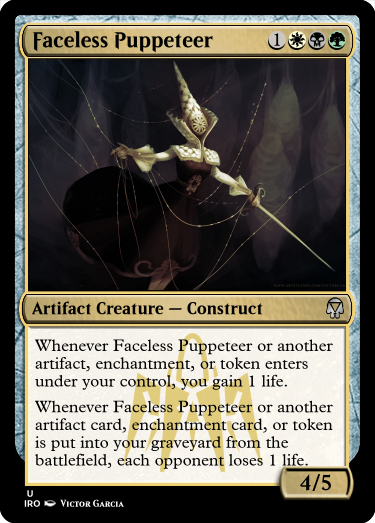 Faceless Puppeteer 1
Artifact Creature — Construct
Whenever Faceless Puppeteer or another
artifact, enchantment, or token enters
under your control, you gain 1 life.
Whenever Faceless Puppeteer or another
artifact card, enchantment card, or token
is put into your graveyard from the
battlefield, each opponent loses 1 life.
4/5
U
IRO Victor Garcia